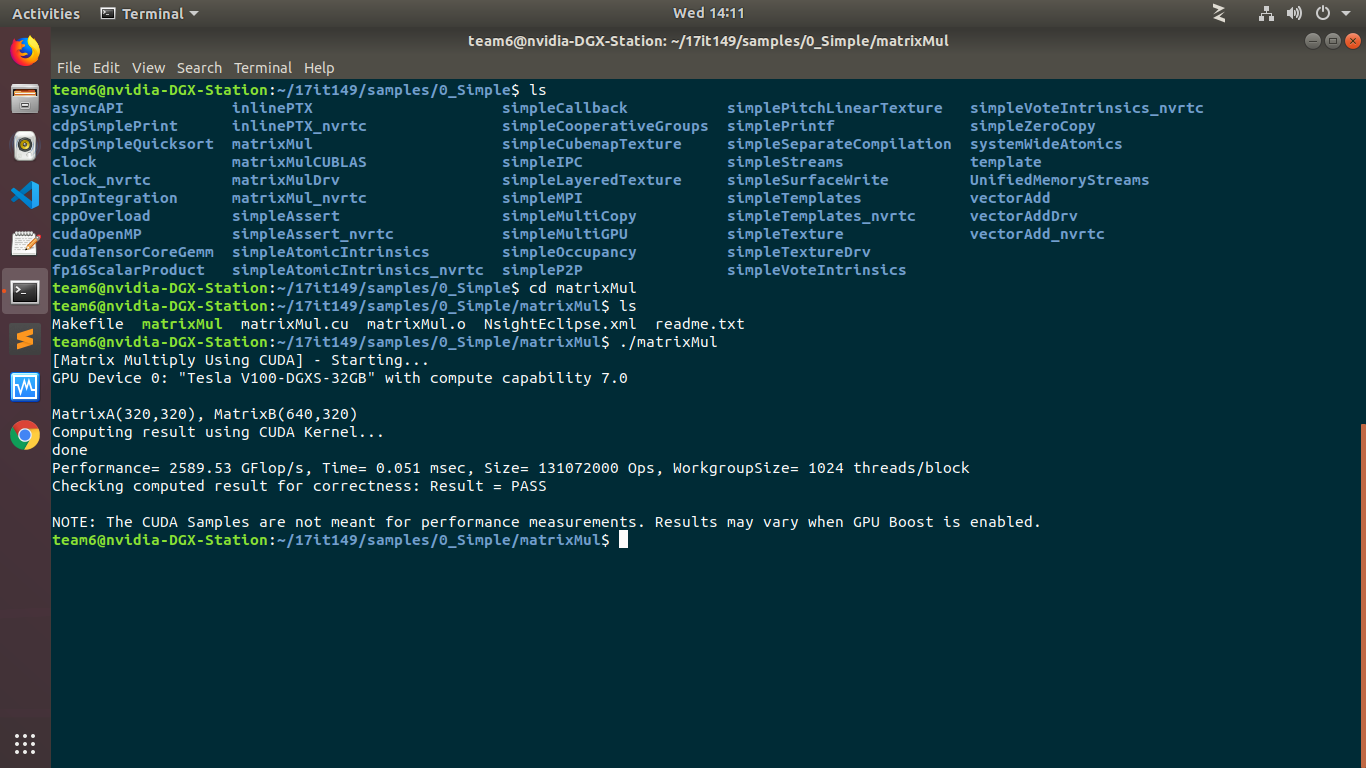 Activities Terminal Wed 14:11
team6@nvidia-DGX-Station: ~/17it149/samples/0_Simple/matrixMul
File Edit View Search Terminal Help
team6@nvidia-DGX-Station:~/17it149/samples/0_Simple$ ls
asyncAPI inlinePTX simpleCallback simplePitchLinearTexture simpleVoteIntrinsics_nvrtc
cdpSimplePrint inlinePTX_nvrtc simpleCooperativeGroups simplePrintf simpleZeroCopy
cdpSimpleQuicksort matrixMul simpleCubemapTexture simpleSeparateCompilation systemWideAtomics
clock matrixMulCUBLAS simpleIPC simpleStreams template
clock_nvrtc matrixMulDrv simpleLayeredTexture simpleSurfaceWrite UnifiedMemoryStreams
cppIntegration matrixMul_nvrtc simpleMPI simpleTemplates vectorAdd
cppOverload simpleAssert simpleMultiCopy simpleTemplates_nvrtc vectorAddDrv
cudaOpenMP simpleAssert_nvrtc simpleMultiGPU simpleTexture vectorAdd_nvrtc
cudaTensorCoreGemm simpleAtomicIntrinsics simpleOccupancy simpleTextureDrv
fp16ScalarProduct simpleAtomicIntrinsics_nvrtc simpleP2P simpleVoteIntrinsics
team6@nvidia-DGX-Station:~/17it149/samples/0_Simple$ cd matrixMul
team6@nvidia-DGX-Station:~/17it149/samples/0_Simple/matrixMul$ ls
Makefile matrixMul matrixMul.cu matrixMul.o NsightEclipse.xml readme.txt
team6@nvidia-DGX-Station:~/17it149/samples/0_Simple/matrixMul$ ./matrixMul
[Matrix Multiply Using CUDA] - Starting...
GPU Device 0: "Tesla V100-DGXS-32GB" with compute capability 7.0
MatrixA(320,320), MatrixB(640,320)
Computing result using CUDA Kernel...
done
Performance= 2589.53 GFlop/s, Time= 0.051 msec, Size= 131072000 Ops, WorkgroupSize= 1024 threads/block
Checking computed result for correctness: Result = PASS
NOTE: The CUDA Samples are not meant for performance measurements. Results may vary when GPU Boost is enabled.
team6@nvidia-DGX-Station:~/17it149/samples/0_Simple/matrixMul$